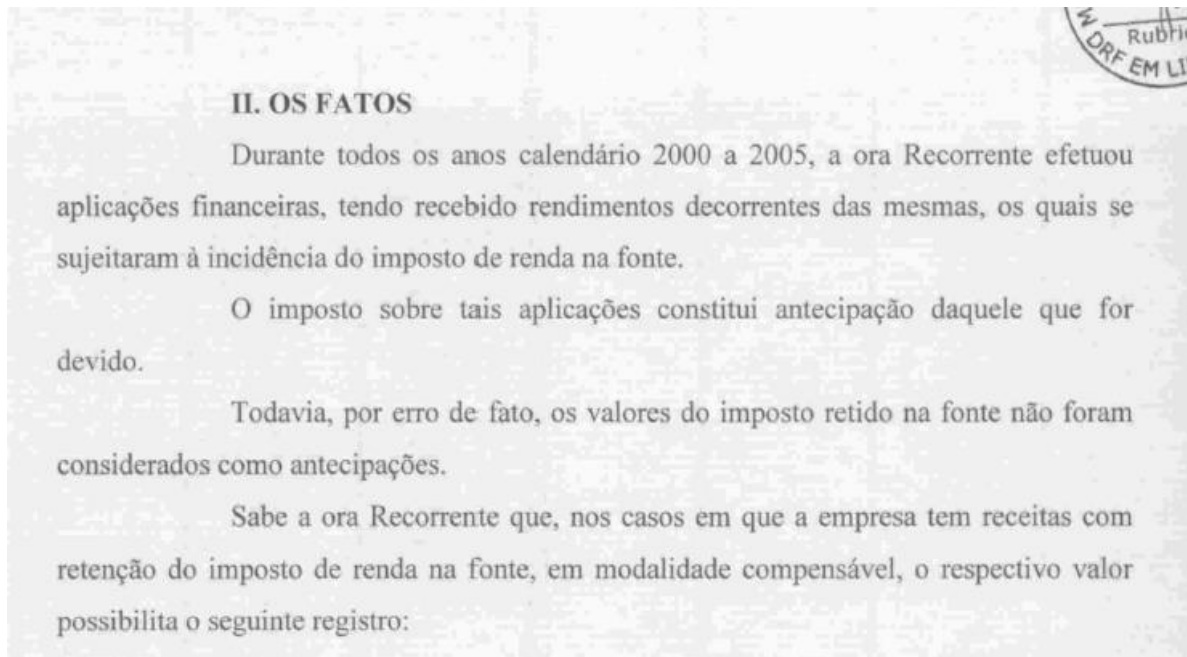 Rubri
DRF EM LI
II. OS FATOS
Durante todos os anos calendário 2000 a 2005, a ora Recorrente efetuou
aplicações financeiras, tendo recebido rendimentos decorrentes das mesmas, os quais se
sujeitaram à incidência do imposto de renda na fonte.
O imposto sobre tais aplicações constitui antecipação daquele que for
devido.
Todavia, por erro de fato, os valores do imposto retido na fonte não foram
considerados como antecipações.
Sabe a ora Recorrente que, nos casos em que a empresa tem receitas com
retenção do imposto de renda na fonte, em modalidade compensável, o respectivo valor
possibilita o seguinte registro: